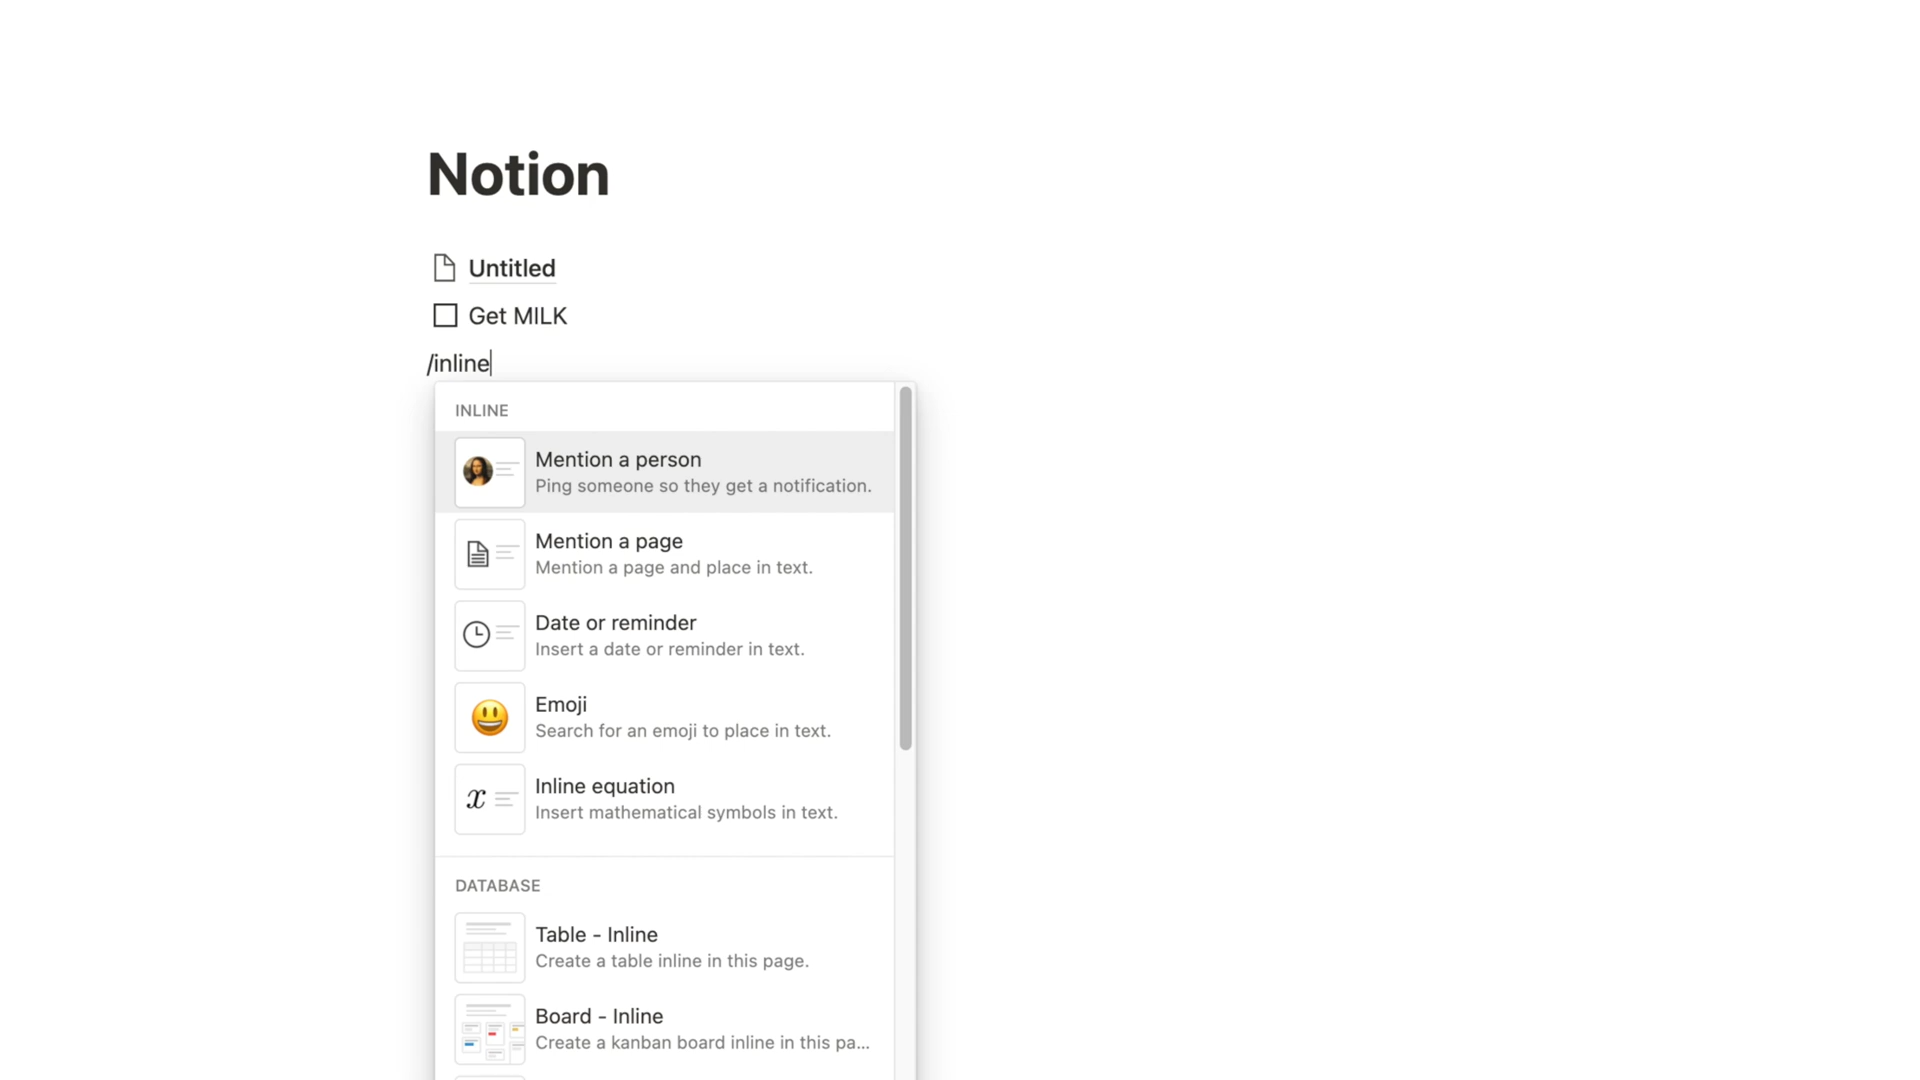 Notion
Untitled
Get MILK
/inline
INLINE
Mention a person
Ping someone so they get a notification.
Mention a page
Mention a page and place in text.
Date or reminder
Insert a date or reminder in text.
Emoji
Search for an emoji to place in text.
x
Inline equation
Insert mathematical symbols in text.
DATABASE
Table - Inline
Create a table inline in this page.
Board - Inline
Create a kanban board inline in this pa...